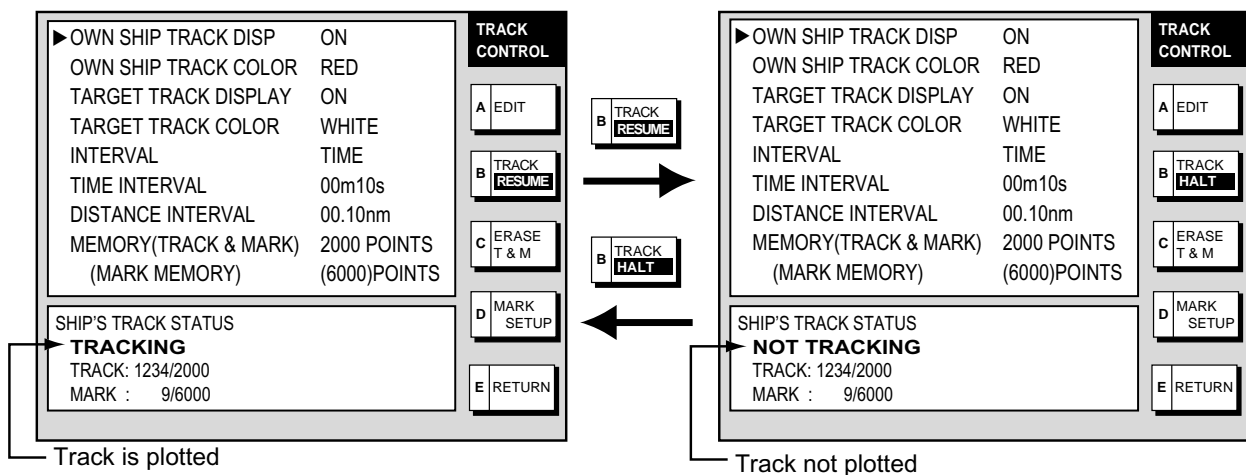 OWN SHIP TRACK DISP ON
OWN SHIP TRACK COLOR RED
TARGET TRACK DISPLAY ON
TARGET TRACK COLOR WHITE
INTERVAL TIME
TIME INTERVAL 00m10s
DISTANCE INTERVAL 00.10nm
MEMORY(TRACK & MARK) 2000 POINTS
(MARK MEMORY) (6000)POINTS
SHIP'S TRACK STATUS
TRACKING
TRACK: 1234/2000
MARK : 9/6000
TRACK
CONTROL
A EDIT
B TRACK
RESUME
C ERASE
T & M
D MARK
SETUP
E RETURN
Track is plotted
B TRACK
RESUME
B TRACK
HALT
OWN SHIP TRACK DISP ON
OWN SHIP TRACK COLOR RED
TARGET TRACK DISPLAY ON
TARGET TRACK COLOR WHITE
INTERVAL TIME
TIME INTERVAL 00m10s
DISTANCE INTERVAL 00.10nm
MEMORY(TRACK & MARK) 2000 POINTS
(MARK MEMORY) (6000)POINTS
SHIP'S TRACK STATUS
NOT TRACKING
TRACK: 1234/2000
MARK : 9/6000
TRACK
CONTROL
A EDIT
B TRACK
HALT
C ERASE
T & M
D MARK
SETUP
E RETURN
Track not plotted